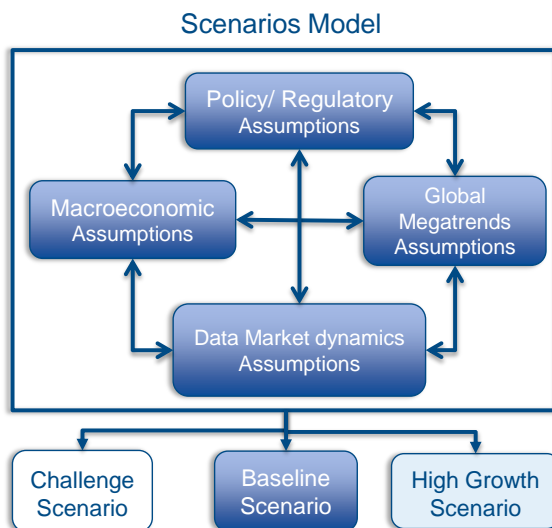 Scenarios Model
Policy/ Regulatory
Assumptions
Macroeconomic
Assumptions
Global
Megatrends
Assumptions
Data Market dynamics
Assumptions
Challenge
Scenario
Baseline
Scenario
High Growth
Scenario